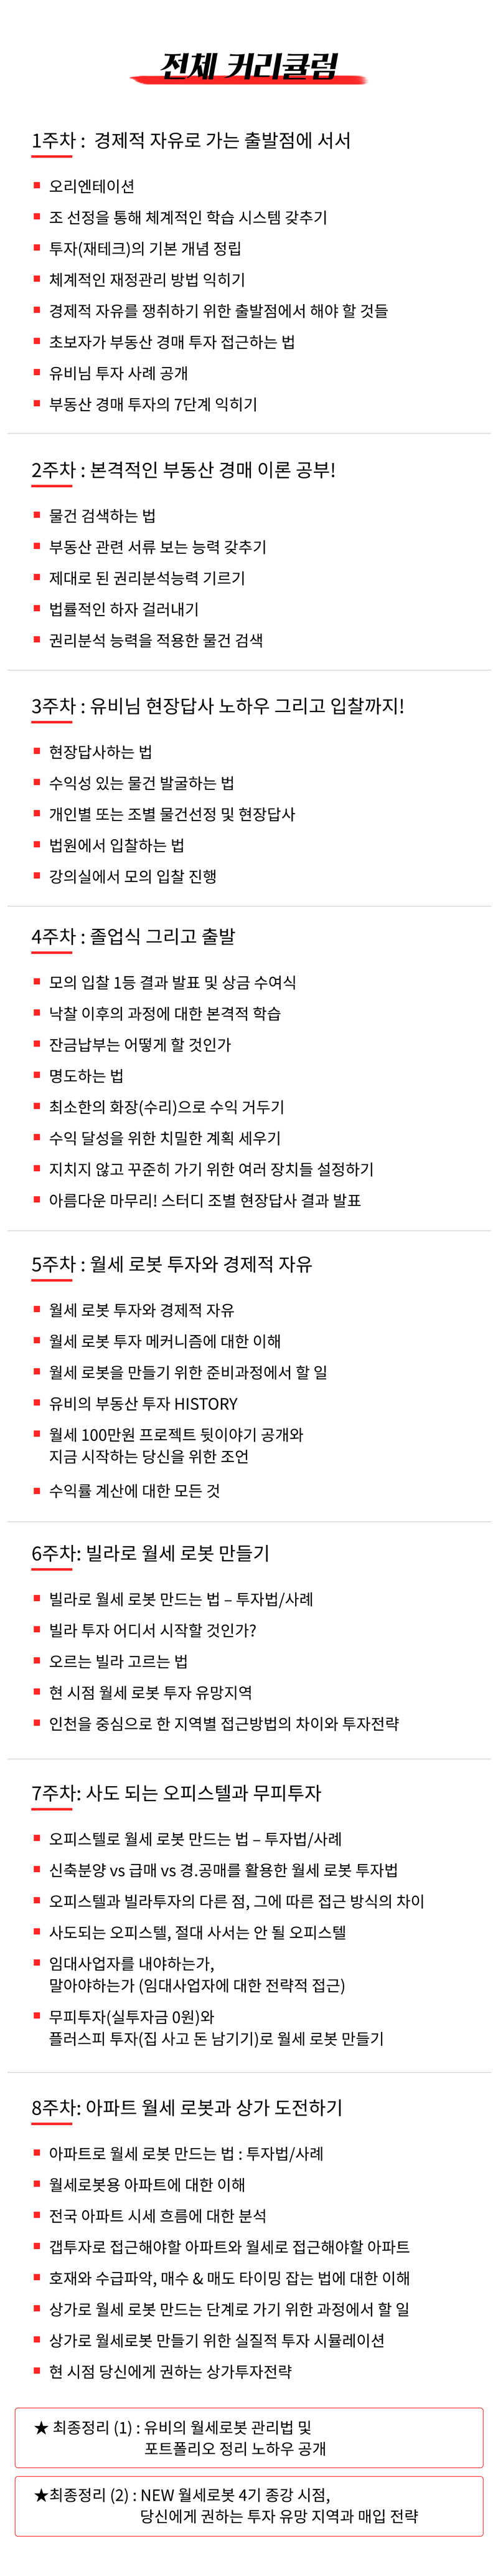 전체 커리큘럼
1주차 : 경제적 자유로 가는 출발점에 서서
오리엔테이션
조 선정을 통해 체계적인 학습 시스템 갖추기
투자(재테크)의 기본 개념 정립
체계적인 재정관리 방법 익히기
경제적 자유를 쟁취하기 위한 출발점에서 해야 할 것들
초보자가 부동산 경매 투자 접근하는 법
유비님 투자 사례 공개
부동산 경매 투자의 7단계 익히기
2주차 : 본격적인 부동산 경매 이론 공부!
물건 검색하는 법
부동산 관련 서류 보는 능력 갖추기
제대로 된 권리분석능력 기르기
법률적인 하자 걸러내기
권리분석 능력을 적용한 물건 검색
3주차 : 유비님 현장답사 노하우 그리고 입찰까지!
현장답사하는 법
수익성 있는 물건 발굴하는 법
개인별 또는 조별 물건선정 및 현장답사
법원에서 입찰하는 법
강의실에서 모의 입찰 진행
4주차 : 졸업식 그리고 출발
모의 입찰 1등 결과 발표 및 상금 수여식
낙찰 이후의 과정에 대한 본격적 학습
잔금납부는 어떻게 할 것인가
명도하는 법
최소한의 화장(수리)으로 수익 거두기
수익 달성을 위한 치밀한 계획 세우기
지치지 않고 꾸준히 가기 위한 여러 장치들 설정하기
아름다운 마무리! 스터디 조별 현장답사 결과 발표
5주차 : 월세 로봇 투자와 경제적 자유
월세 로봇 투자와 경제적 자유
월세 로봇 투자 메커니즘에 대한 이해
월세 로봇을 만들기 위한 준비과정에서 할 일
유비의 부동산 투자 HISTORY
월세 100만원 프로젝트 뒷이야기 공개와
지금 시작하는 당신을 위한 조언
수익률 계산에 대한 모든 것
6주차: 빌라로 월세 로봇 만들기
빌라로 월세 로봇 만드는 법 – 투자법/사례
빌라 투자 어디서 시작할 것인가?
오르는 빌라 고르는 법
현 시점 월세 로봇 투자 유망지역
인천을 중심으로 한 지역별 접근방법의 차이와 투자전략
7주차: 사도 되는 오피스텔과 무피투자
오피스텔로 월세 로봇 만드는 법 – 투자법/사례
신축분양 vs 급매 vs 경.공매를 활용한 월세 로봇 투자법
오피스텔과 빌라투자의 다른 점, 그에 따른 접근 방식의 차이
사도되는 오피스텔, 절대 사서는 안 될 오피스텔
임대사업자를 내야하는가,
말아야하는가 (임대사업자에 대한 전략적 접근)
무피투자(실투자금 0원)와
플러스피 투자(집 사고 돈 남기기)로 월세 로봇 만들기
8주차: 아파트 월세 로봇과 상가 도전하기
아파트로 월세 로봇 만드는 법 : 투자법/사례
월세로봇용 아파트에 대한 이해
전국 아파트 시세 흐름에 대한 분석
갭투자로 접근해야할 아파트와 월세로 접근해야할 아파트
호재와 수급파악, 매수 & 매도 타이밍 잡는 법에 대한 이해
상가로 월세 로봇 만드는 단계로 가기 위한 과정에서 할 일
상가로 월세로봇 만들기 위한 실질적 투자 시뮬레이션
현 시점 당신에게 권하는 상가투자전략
★ 최종정리 (1) : 유비의 월세로봇 관리법 및
포트폴리오 정리 노하우 공개
★최종정리 (2) : NEW 월세로봇 4기 종강 시점,
당신에게 권하는 투자 유망 지역과 매입 전략